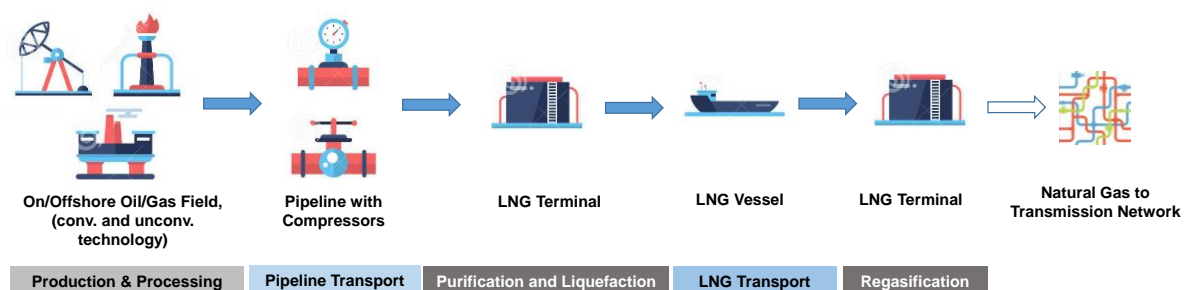 On/Offshore Oil/Gas Field,
(conv. and unconv.
technology)
Pipeline with
Compressors
LNG Terminal
LNG Vessel
LNG Terminal
Natural Gas to
Transmission Network
Production & Processing
Pipeline Transport
Purification and Liquefaction
LNG Transport
Regasification